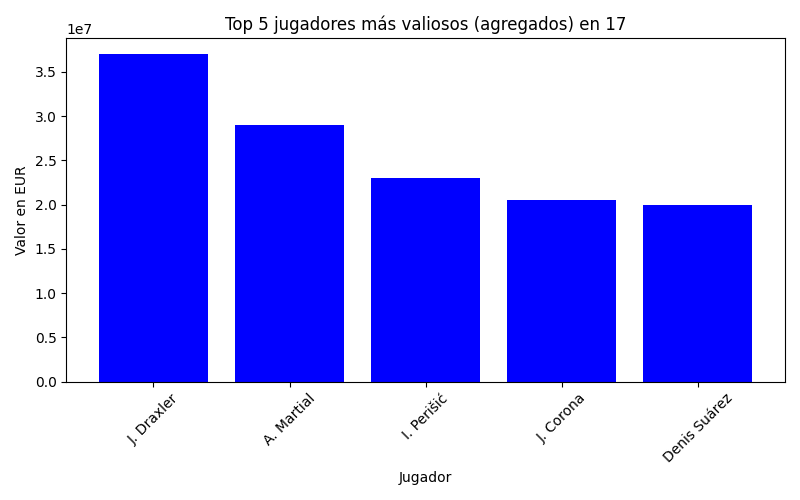 Top 5 jugadores más valiosos (agregados) en 17
1e7
Valor en EUR
3.5
3.0
2.5
2.0
1.5
1.0
0.5
0.0
J. Draxler
A. Martial
I. Perišić
J. Corona
Denis Suárez
Jugador